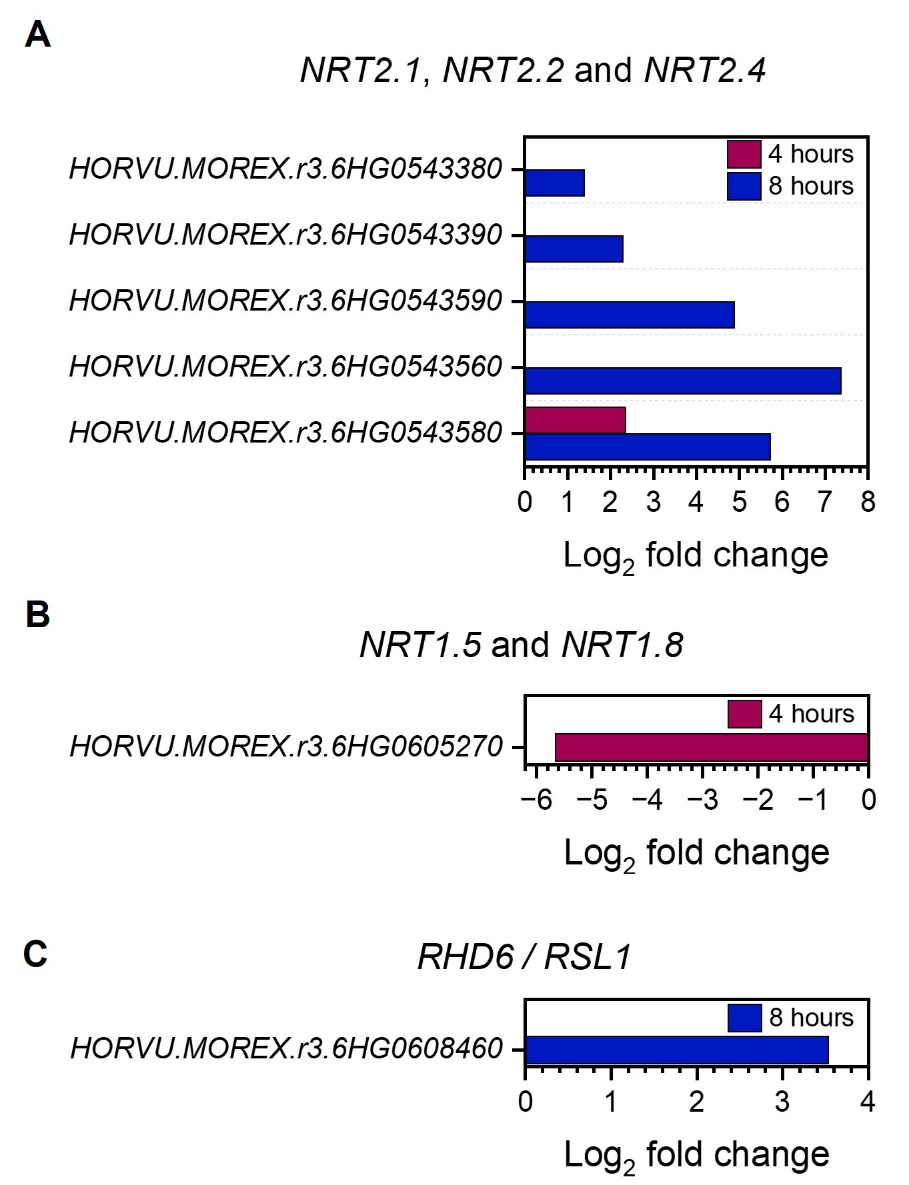 A
NRT2.1, NRT2.2 and NRT2.4
4 hours
8 hours
HORVU.MOREX.r3.6HG0543380
HORVU.MOREX.r3.6HG0543390
HORVU.MOREX.r3.6HG0543590
HORVU.MOREX.r3.6HG0543560
HORVU.MOREX.r3.6HG0543580
0 1 2 3 4 5 6 7 8
Log₂ fold change
B
NRT1.5 and NRT1.8
4 hours
HORVU.MOREX.r3.6HG0605270
−6 −5 −4 −3 −2 −1 0
Log₂ fold change
C
RHD6 / RSL1
8 hours
HORVU.MOREX.r3.6HG0608460
0 1 2 3 4
Log₂ fold change